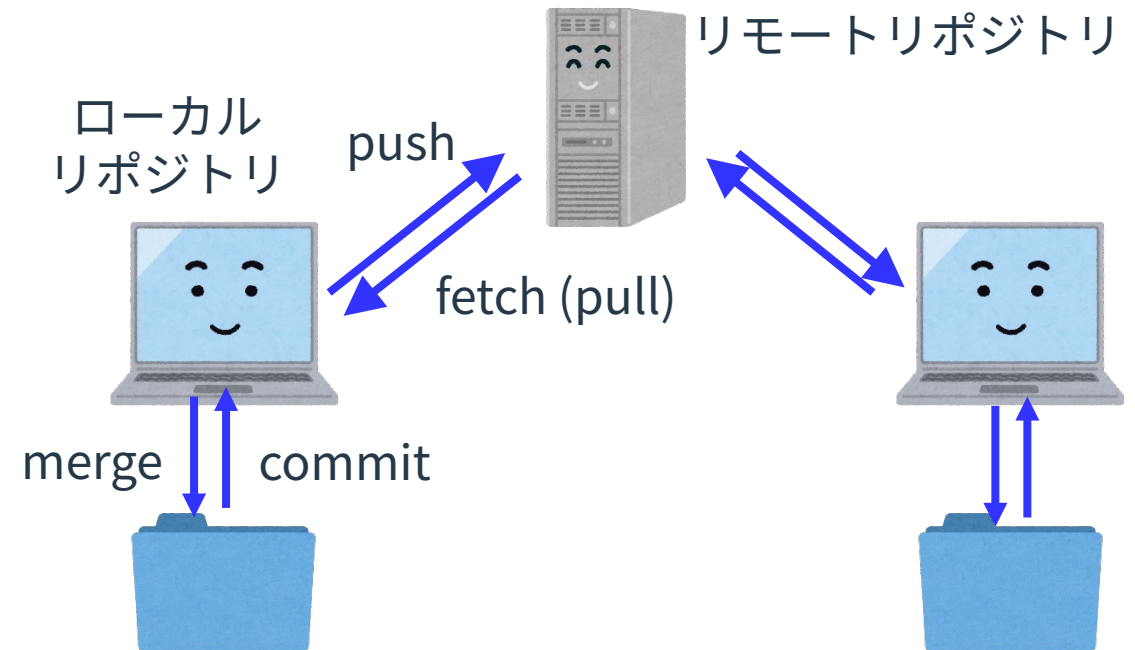 リモートリポジトリ
ローカル
リポジトリ
push
fetch (pull)
merge
commit